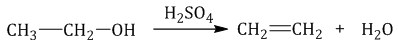 CH₃—CH₂—OH H₂SO₄ → CH₂=CH₂ + H₂O